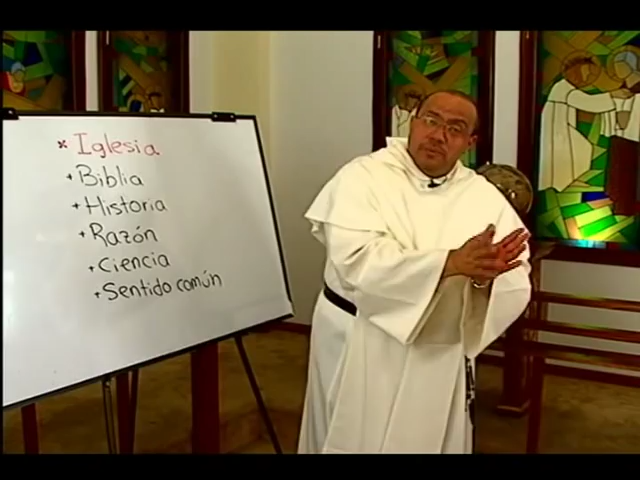 × Iglesia
+ Biblia
+ Historia
+ Razón
+ Ciencia
+ Sentido común